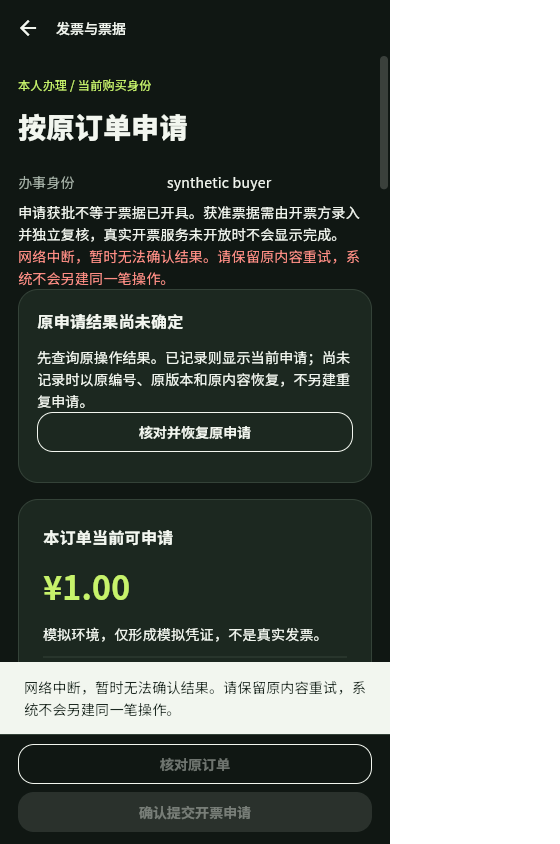 发票与票据
本人办理 / 当前购买身份
按原订单申请
办事身份 synthetic buyer
申请获批不等于票据已开具。获准票据需由开票方录入
并独立复核，真实开票服务未开放时不会显示完成。
网络中断，暂时无法确认结果。请保留原内容重试，系
统不会另建同一笔操作。
原申请结果尚未确定
先查询原操作结果。已记录则显示当前申请；尚未
记录时以原编号、原版本和原内容恢复，不另建重
复申请。
核对并恢复原申请
本订单当前可申请
¥1.00
模拟环境，仅形成模拟凭证，不是真实发票。
网络中断，暂时无法确认结果。请保留原内容重试，系
统不会另建同一笔操作。
核对原订单
确认提交开票申请